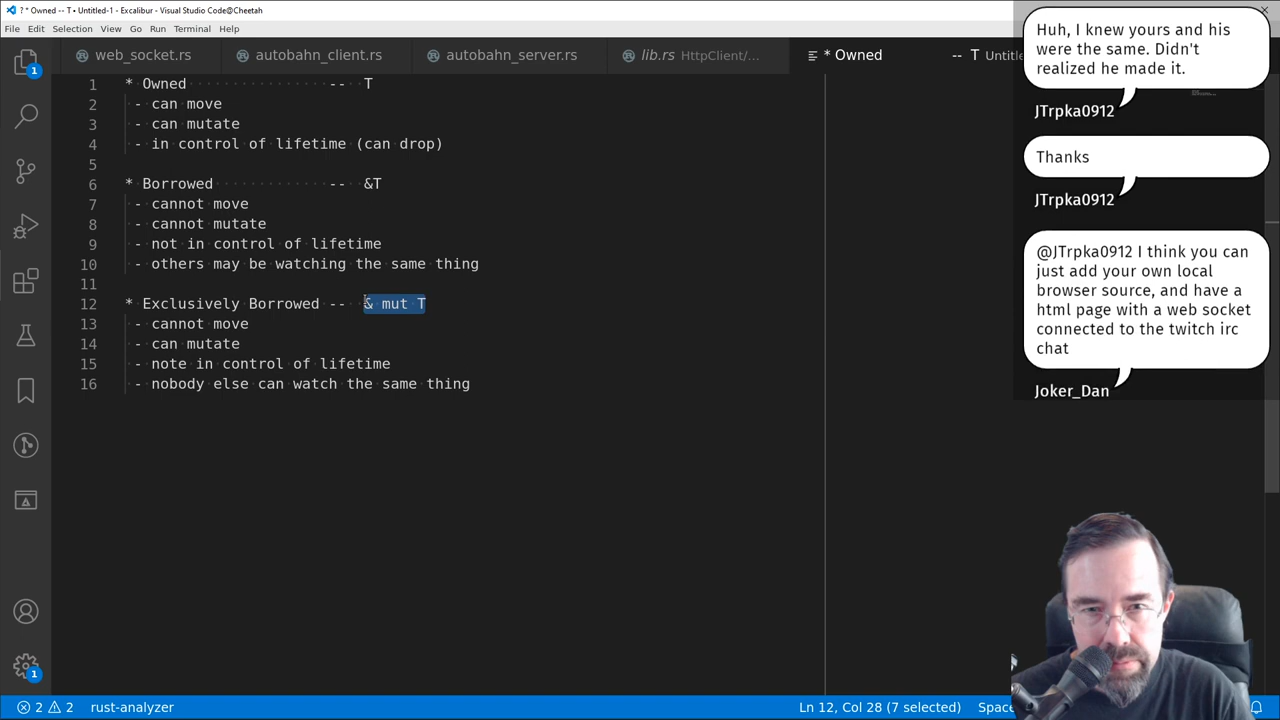 ? * Owned -- T • Untitled-1 - Excalibur - Visual Studio Code@Cheetah
File Edit Selection View Go Run Terminal Help
web_socket.rs autobahn_client.rs autobahn_server.rs lib.rs HttpClient/... * Owned -- T
1 * Owned -- T
2 - can move
3 - can mutate
4 - in control of lifetime (can drop)
5
6 * Borrowed -- &T
7 - cannot move
8 - cannot mutate
9 - not in control of lifetime
10 - others may be watching the same thing
11
12 * Exclusively Borrowed -- & mut T
13 - cannot move
14 - can mutate
15 - note in control of lifetime
16 - nobody else can watch the same thing
Huh, I knew yours and his
were the same. Didn't
realized he made it.
JTrpka0912
Thanks
JTrpka0912
@JTrpka0912 I think you can
just add your own local
browser source, and have a
html page with a web socket
connected to the twitch irc
chat
Joker_Dan
1
1
2 2 rust-analyzer Ln 12, Col 28 (7 selected)